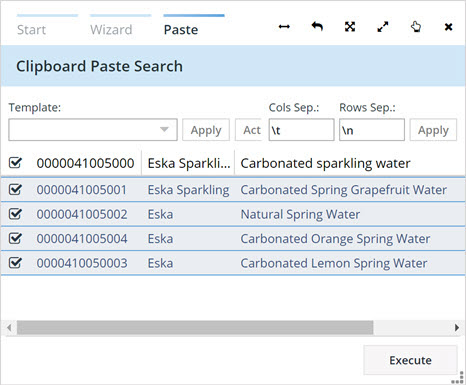 Start Wizard Paste
Clipboard Paste Search
Template: Cols Sep.: Rows Sep.:
Apply Act \t \n Apply
0000041005000 Eska Sparkli... Carbonated sparkling water
0000041005001 Eska Sparkling Carbonated Spring Grapefruit Water
0000041005002 Eska Natural Spring Water
0000041005004 Eska Carbonated Orange Spring Water
0000410050003 Eska Carbonated Lemon Spring Water
Execute